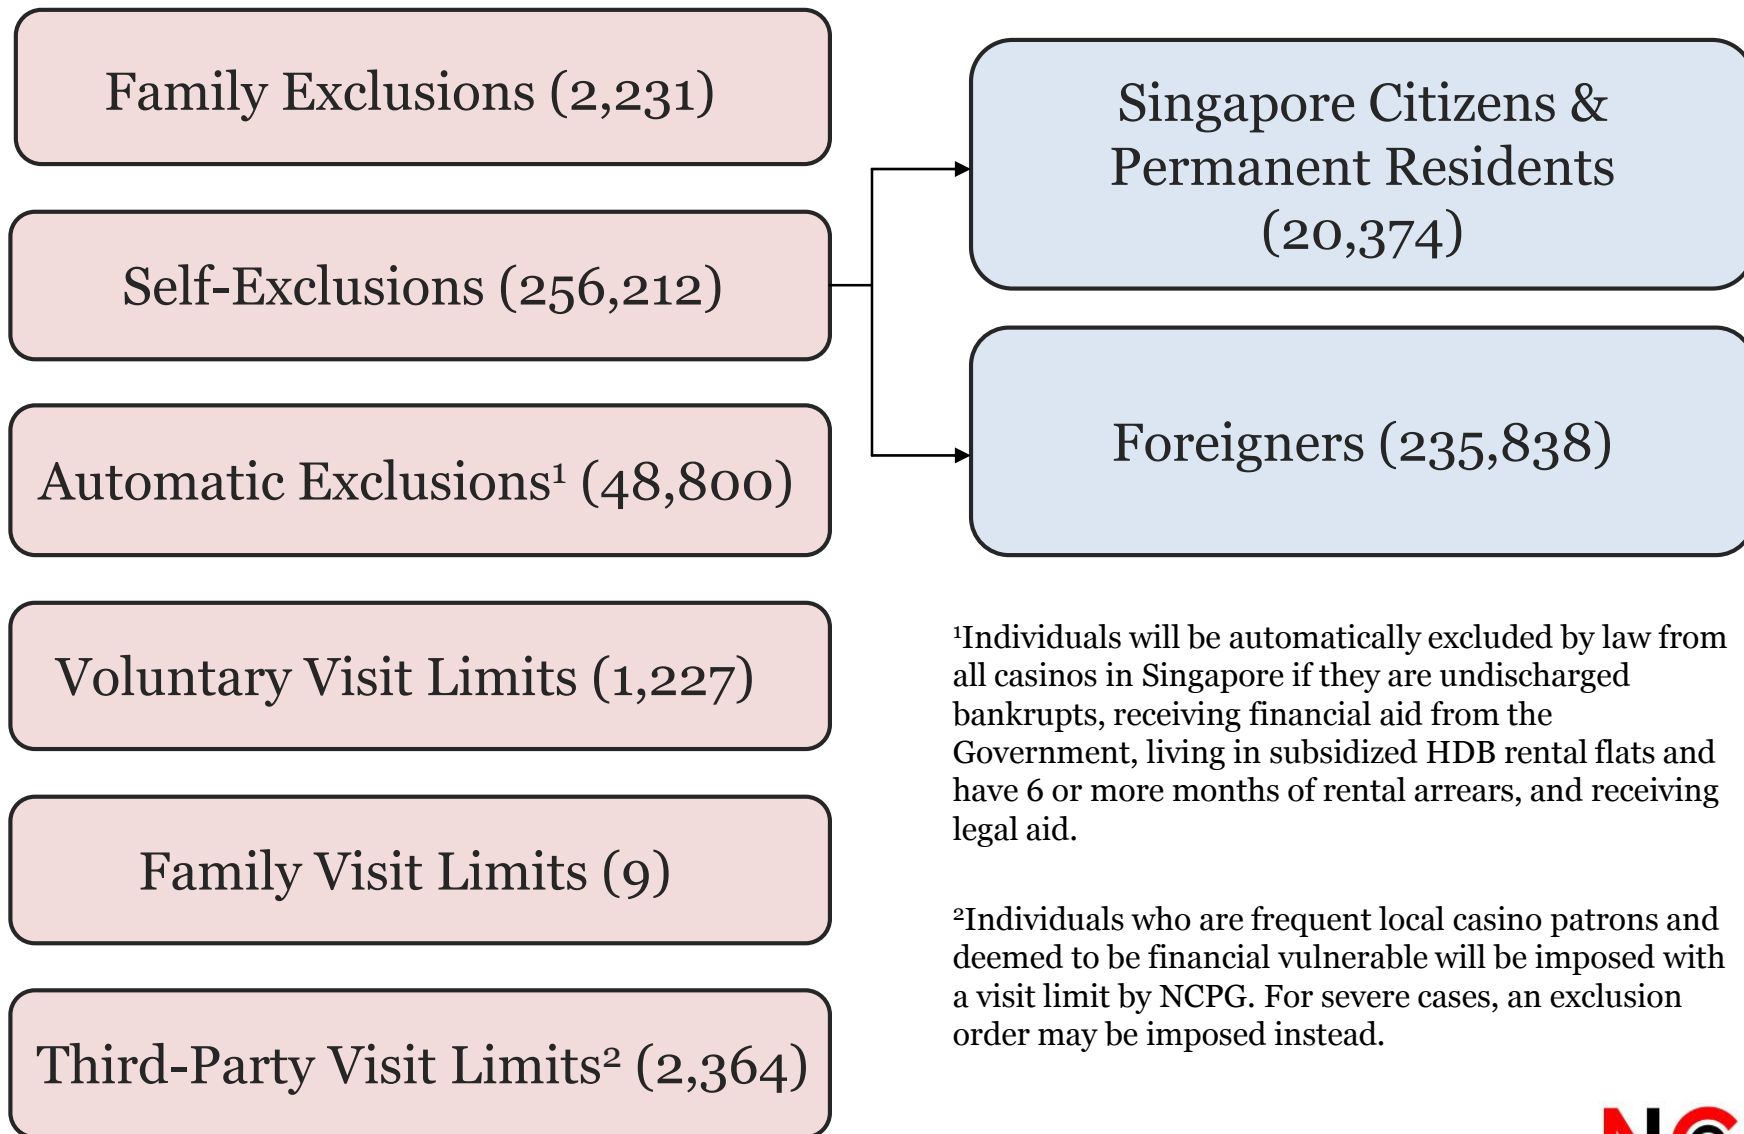 Family Exclusions (2,231)
Self-Exclusions (256,212)
Automatic Exclusions¹ (48,800)
Voluntary Visit Limits (1,227)
Family Visit Limits (9)
Third-Party Visit Limits² (2,364)
Singapore Citizens &
Permanent Residents
(20,374)
Foreigners (235,838)
¹Individuals will be automatically excluded by law from
all casinos in Singapore if they are undischarged
bankrupts, receiving financial aid from the
Government, living in subsidized HDB rental flats and
have 6 or more months of rental arrears, and receiving
legal aid.
²Individuals who are frequent local casino patrons and
deemed to be financial vulnerable will be imposed with
a visit limit by NCPG. For severe cases, an exclusion
order may be imposed instead.